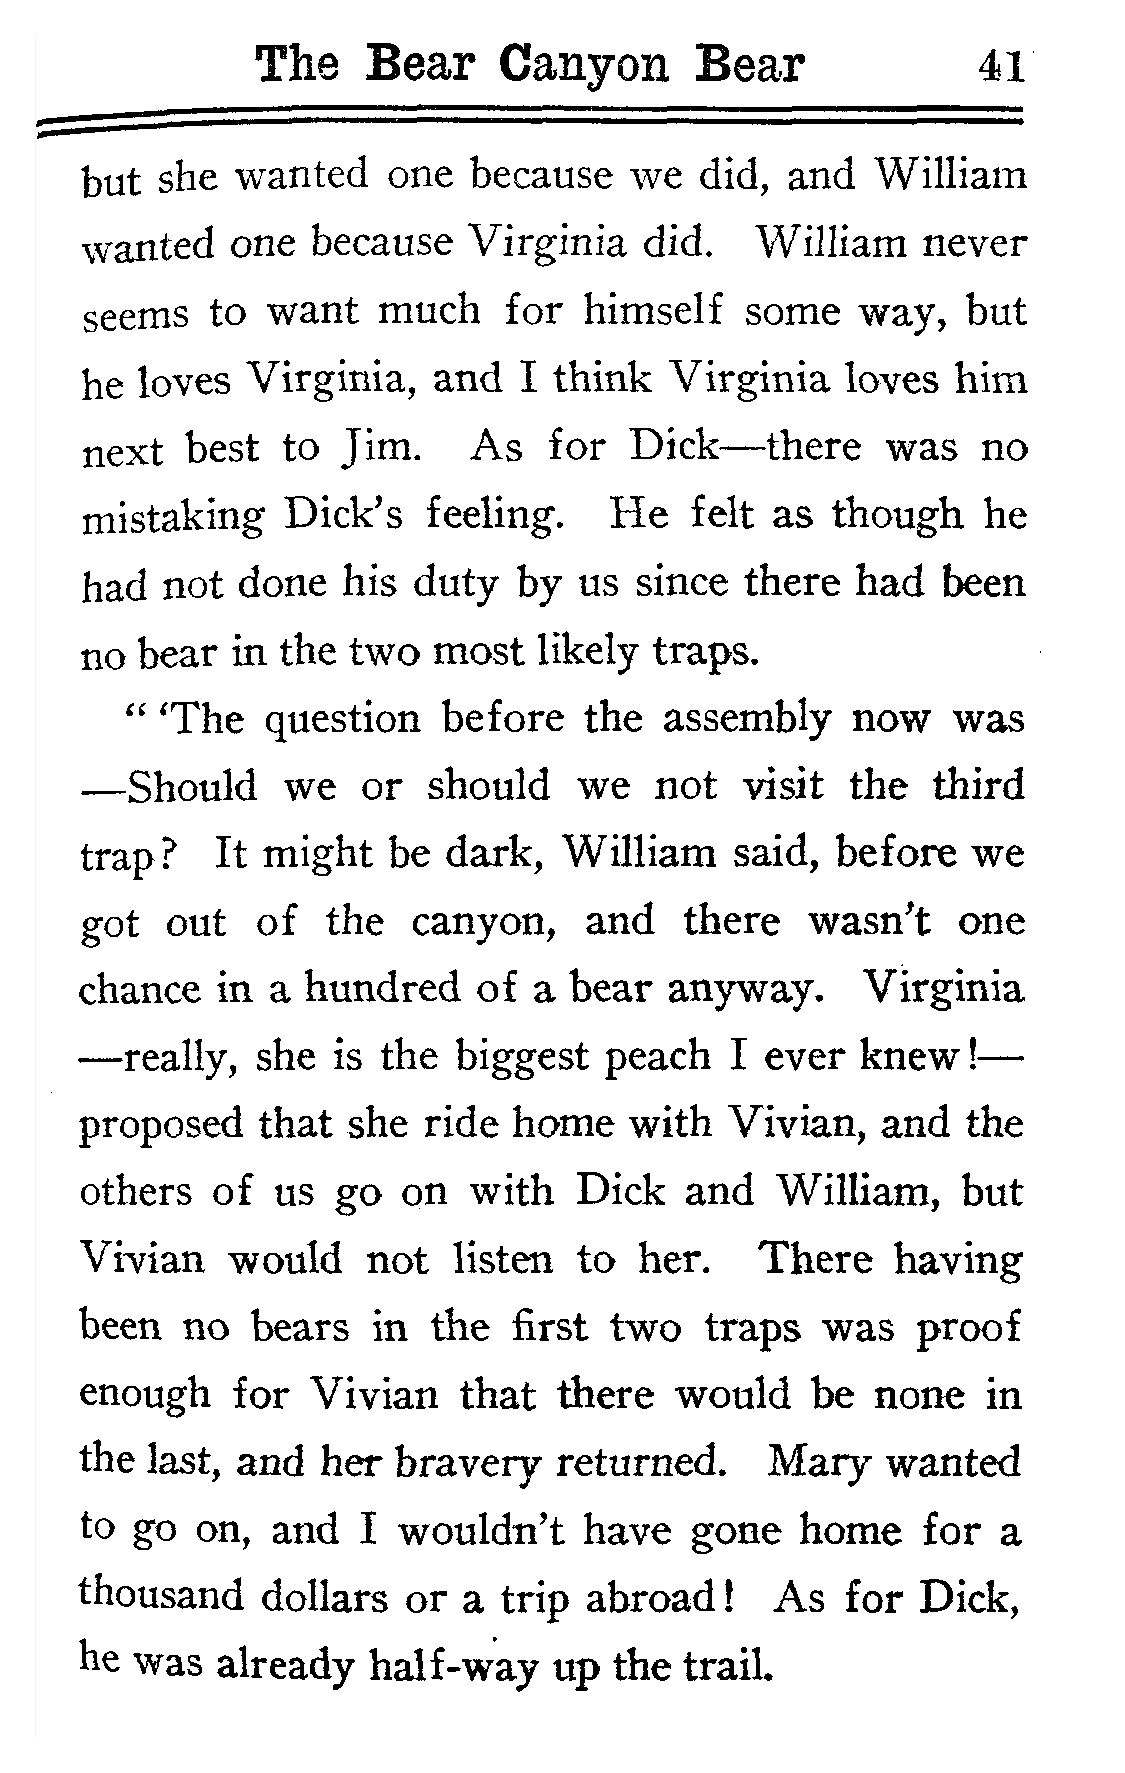 The Bear Canyon Bear 41
but she wanted one because we did, and William
wanted one because Virginia did. William never
seems to want much for himself some way, but
he loves Virginia, and I think Virginia loves him
next best to Jim. As for Dick—there was no
mistaking Dick's feeling. He felt as though he
had not done his duty by us since there had been
no bear in the two most likely traps.
“ ‘The question before the assembly now was
—Should we or should we not visit the third
trap? It might be dark, William said, before we
got out of the canyon, and there wasn't one
chance in a hundred of a bear anyway. Virginia
—really, she is the biggest peach I ever knew!—
proposed that she ride home with Vivian, and the
others of us go on with Dick and William, but
Vivian would not listen to her. There having
been no bears in the first two traps was proof
enough for Vivian that there would be none in
the last, and her bravery returned. Mary wanted
to go on, and I wouldn't have gone home for a
thousand dollars or a trip abroad! As for Dick,
he was already half-way up the trail.